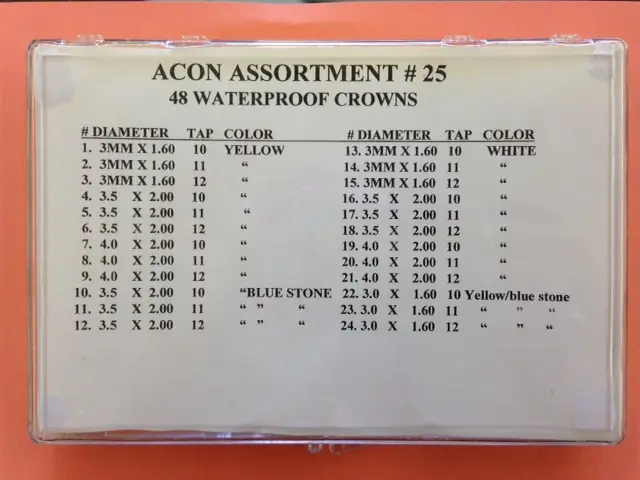 ACON ASSORTMENT # 25
48 WATERPROOF CROWNS
# DIAMETER TAP COLOR # DIAMETER TAP COLOR
1. 3MM X 1.60 10 YELLOW 13. 3MM X 1.60 10 WHITE
2. 3MM X 1.60 11 “ 14. 3MM X 1.60 11 “
3. 3MM X 1.60 12 “ 15. 3MM X 1.60 12 “
4. 3.5 X 2.00 10 “ 16. 3.5 X 2.00 10 “
5. 3.5 X 2.00 11 “ 17. 3.5 X 2.00 11 “
6. 3.5 X 2.00 12 “ 18. 3.5 X 2.00 12 “
7. 4.0 X 2.00 10 “ 19. 4.0 X 2.00 10 “
8. 4.0 X 2.00 11 “ 20. 4.0 X 2.00 11 “
9. 4.0 X 2.00 12 “ 21. 4.0 X 2.00 12 “
10. 3.5 X 2.00 10 “BLUE STONE 22. 3.0 X 1.60 10 Yellow/blue stone
11. 3.5 X 2.00 11 “ ” “ 23. 3.0 X 1.60 11 “ ” “
12. 3.5 X 2.00 12 “ ” “ 24. 3.0 X 1.60 12 “ ” “